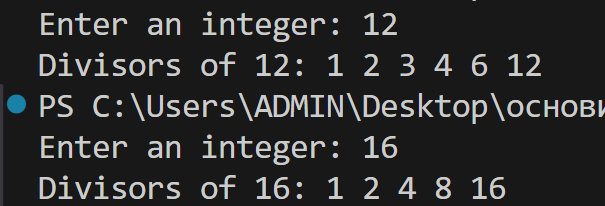 Enter an integer: 12
Divisors of 12: 1 2 3 4 6 12
PS C:\Users\ADMIN\Desktop\основи
Enter an integer: 16
Divisors of 16: 1 2 4 8 16